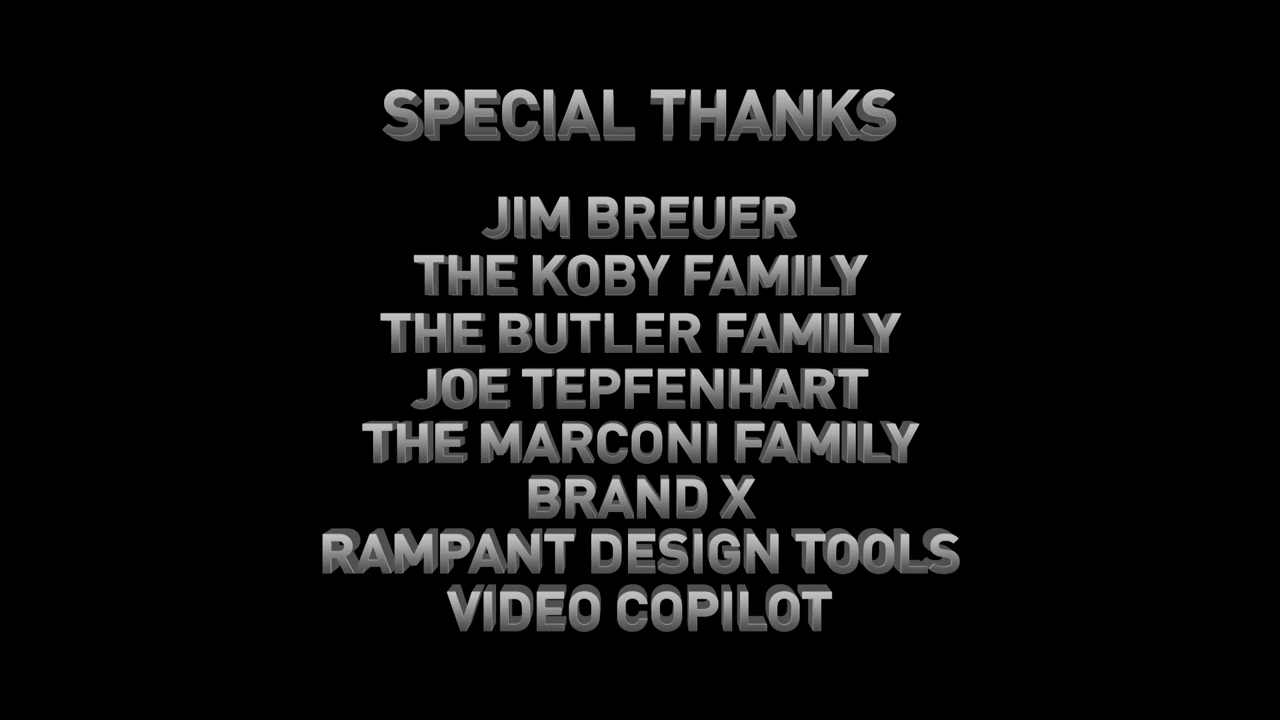 SPECIAL THANKS
JIM BREUER
THE KOBY FAMILY
THE BUTLER FAMILY
JOE TEPFENHART
THE MARCONI FAMILY
BRAND X
RAMPANT DESIGN TOOLS
VIDEO COPILOT